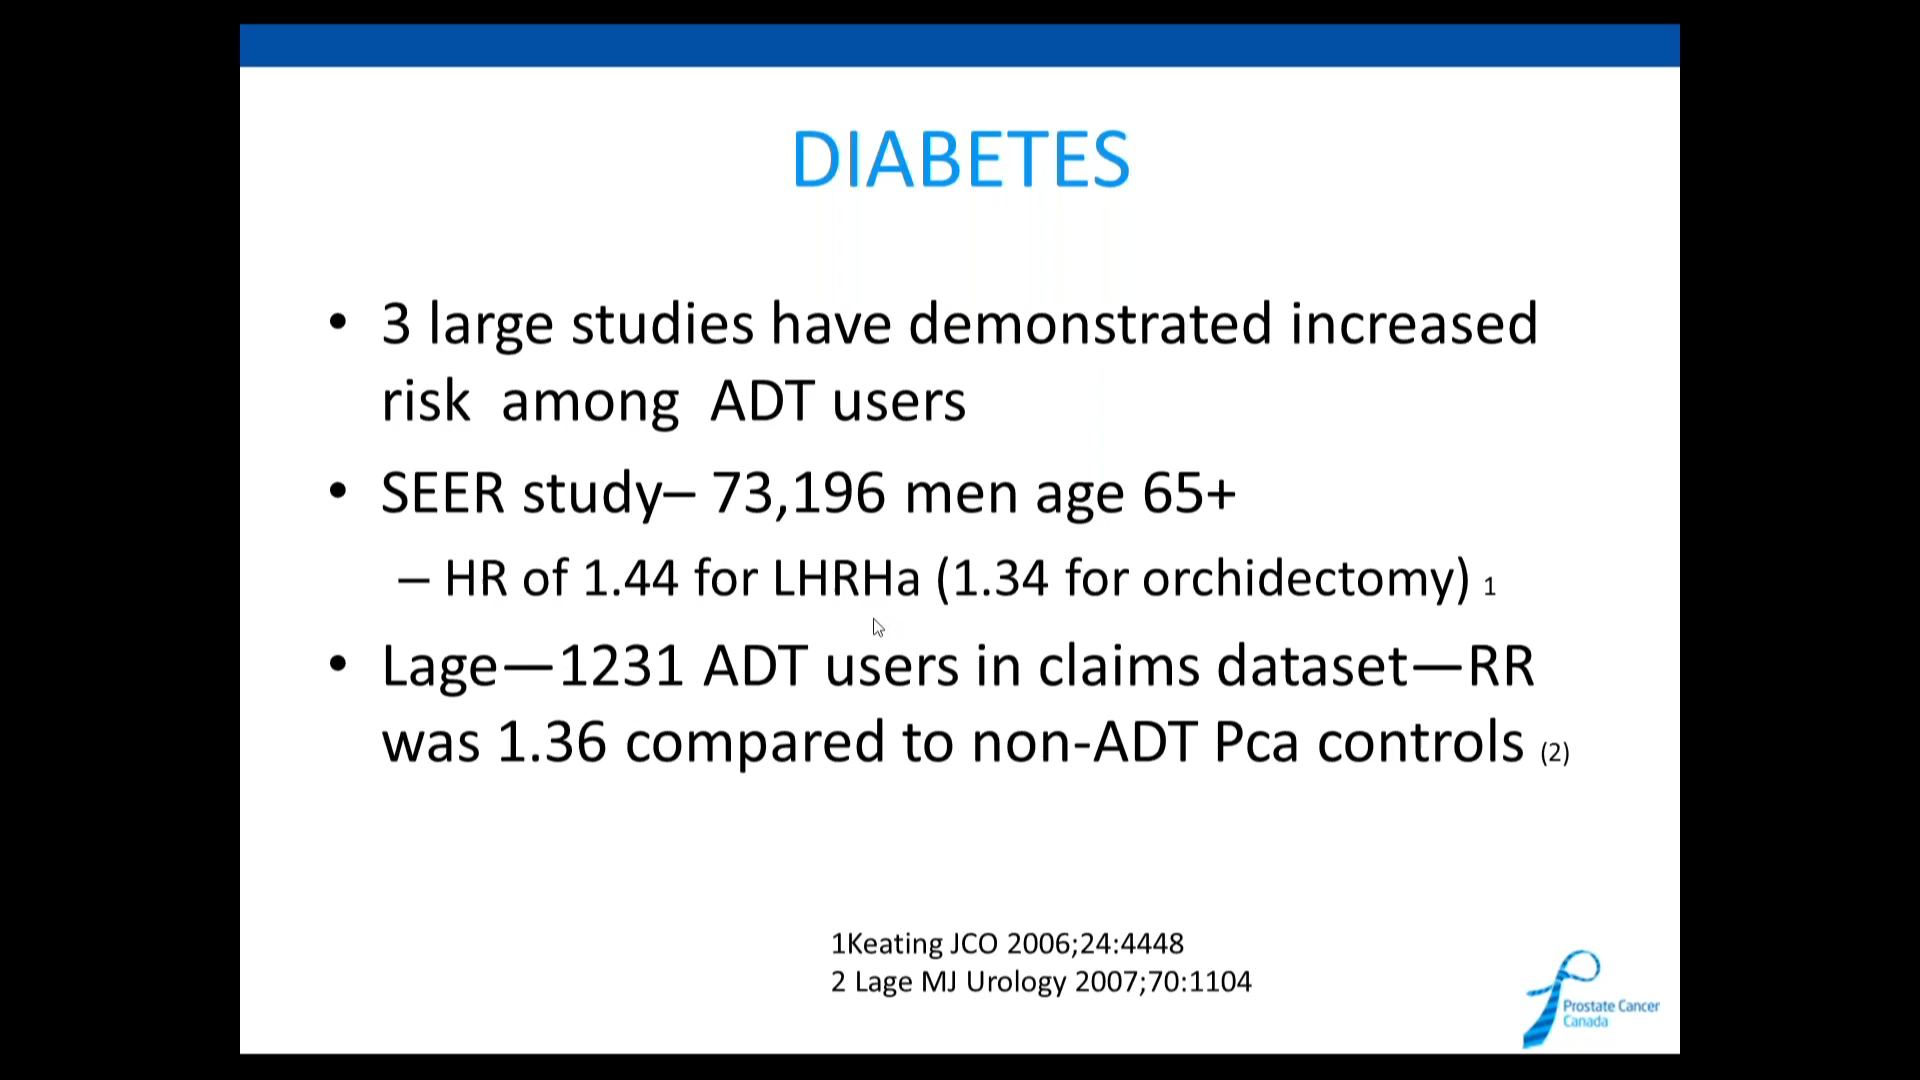 DIABETES
• 3 large studies have demonstrated increased
risk among ADT users
• SEER study– 73,196 men age 65+
– HR of 1.44 for LHRHa (1.34 for orchidectomy) 1
• Lage—1231 ADT users in claims dataset—RR
was 1.36 compared to non-ADT Pca controls (2)
1Keating JCO 2006;24:4448
2 Lage MJ Urology 2007;70:1104
Prostate Cancer
Canada